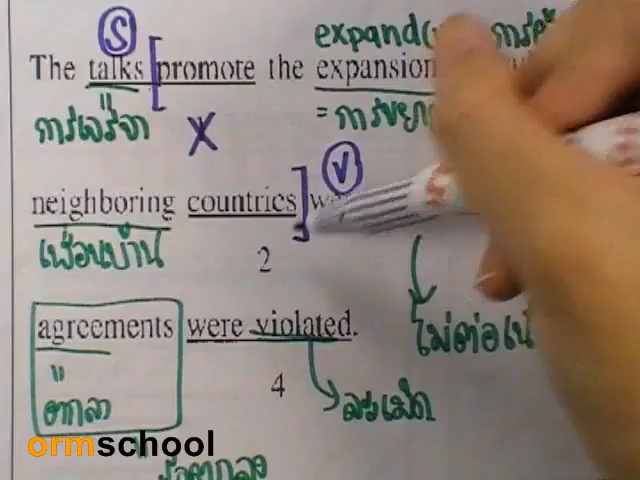 S
expand
The talks [promote the expansion
การเจรจา X = การขยาย
neighboring countries] V
เพื่อนบ้าน 2
agreements were violated.
ไม่ต่อเนื่
" 4 ละเมิด
ตกลง
ormschool